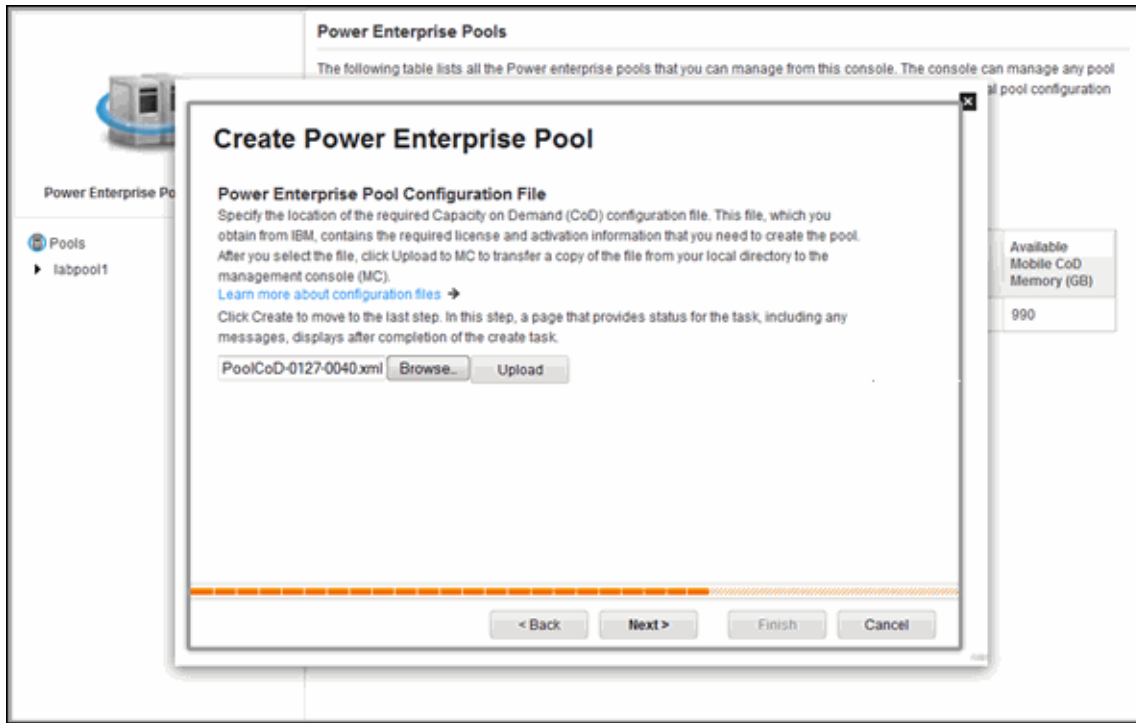 Power Enterprise Pools
The following table lists all the Power enterprise pools that you can manage from this console. The console can manage any pool
al pool configuration
Create Power Enterprise Pool
Power Enterprise Po
Power Enterprise Pool Configuration File
Specify the location of the required Capacity on Demand (CoD) configuration file. This file, which you
obtain from IBM, contains the required license and activation information that you need to create the pool.
After you select the file, click Upload to MC to transfer a copy of the file from your local directory to the
management console (MC).
Learn more about configuration files →
Click Create to move to the last step. In this step, a page that provides status for the task, including any
messages, displays after completion of the create task.
PoolCoD-0127-0040.xml Browse.. Upload
Pools
labpool1
Available
Mobile CoD
Memory (GB)
990
< Back Next > Finish Cancel